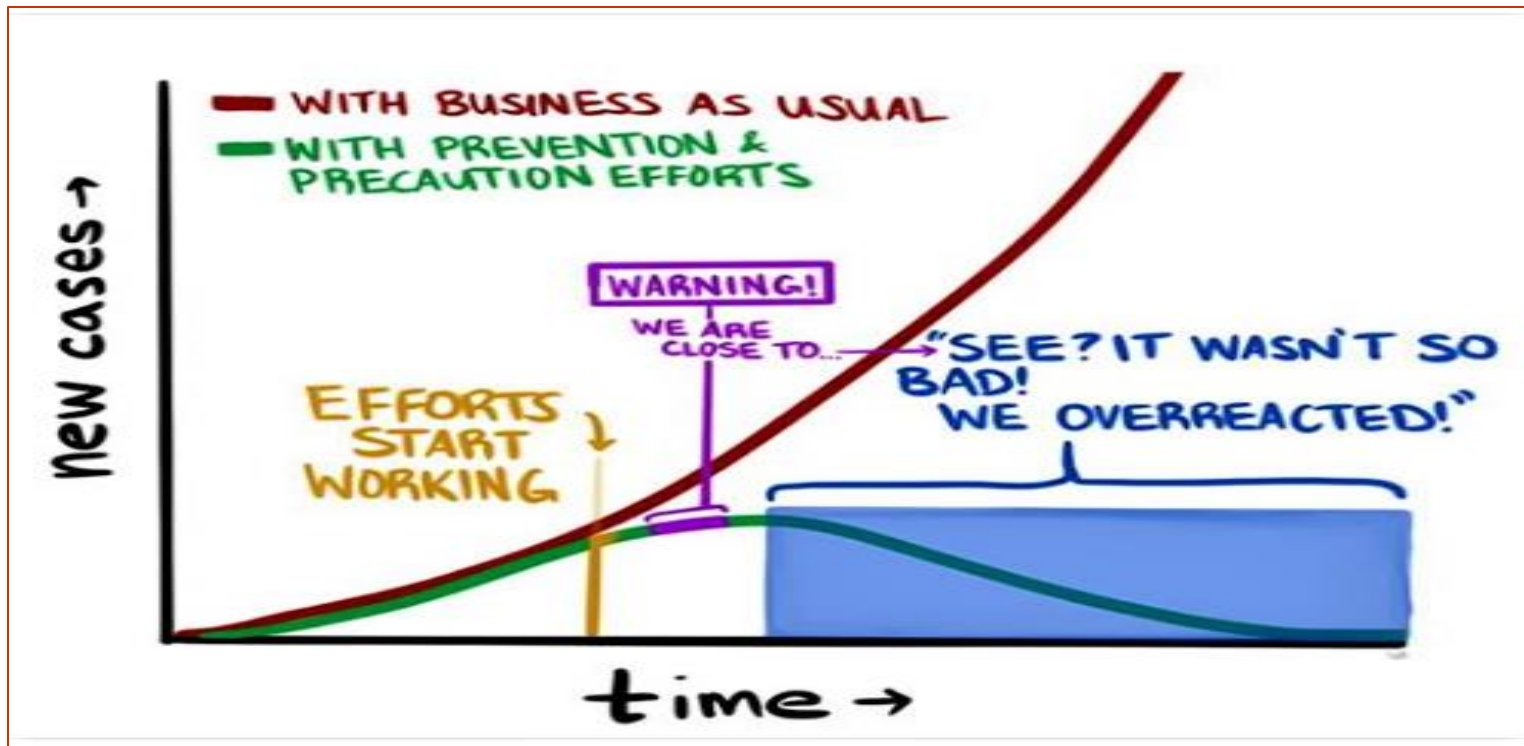 WITH BUSINESS AS USUAL
WITH PREVENTION &
PRECAUTION EFFORTS
WARNING!
WE ARE
CLOSE TO...
"SEE? IT WASN'T SO
BAD!
WE OVERREACTED!"
EFFORTS
START
WORKING
new cases →
time →